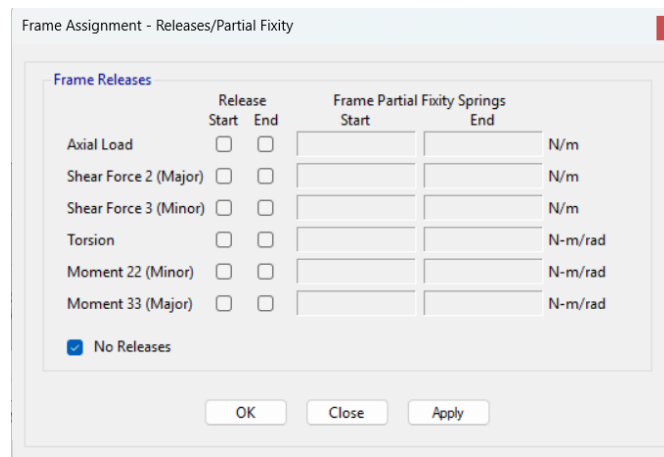 Frame Assignment - Releases/Partial Fixity
Frame Releases
Release Frame Partial Fixity Springs
Start End Start End
Axial Load N/m
Shear Force 2 (Major) N/m
Shear Force 3 (Minor) N/m
Torsion N-m/rad
Moment 22 (Minor) N-m/rad
Moment 33 (Major) N-m/rad
No Releases
OK Close Apply